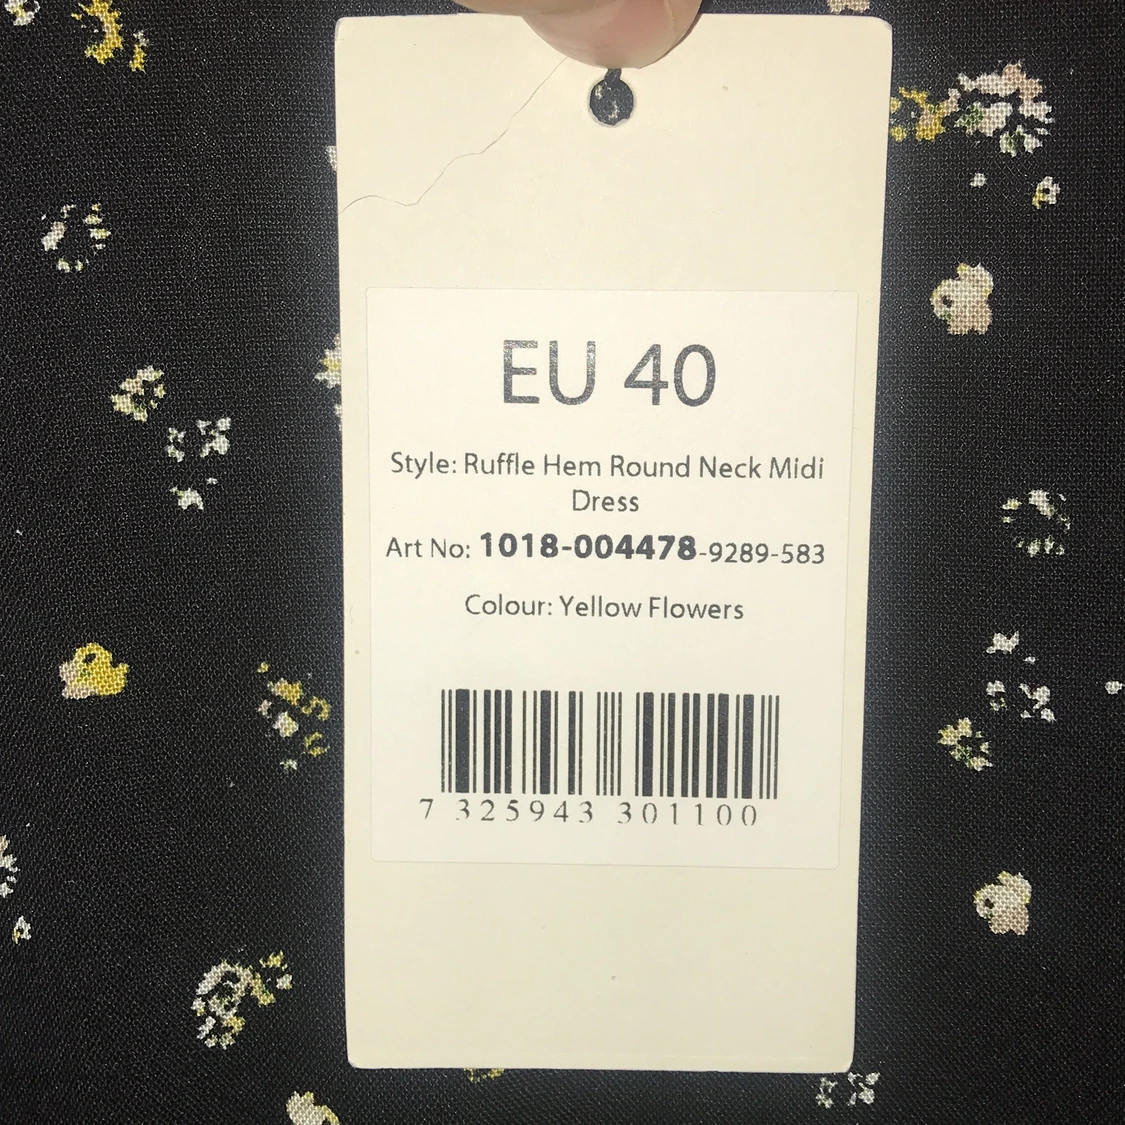 EU 40
Style: Ruffle Hem Round Neck Midi
Dress
Art No: 1018-004478-9289-583
Colour: Yellow Flowers
7 325943 301100